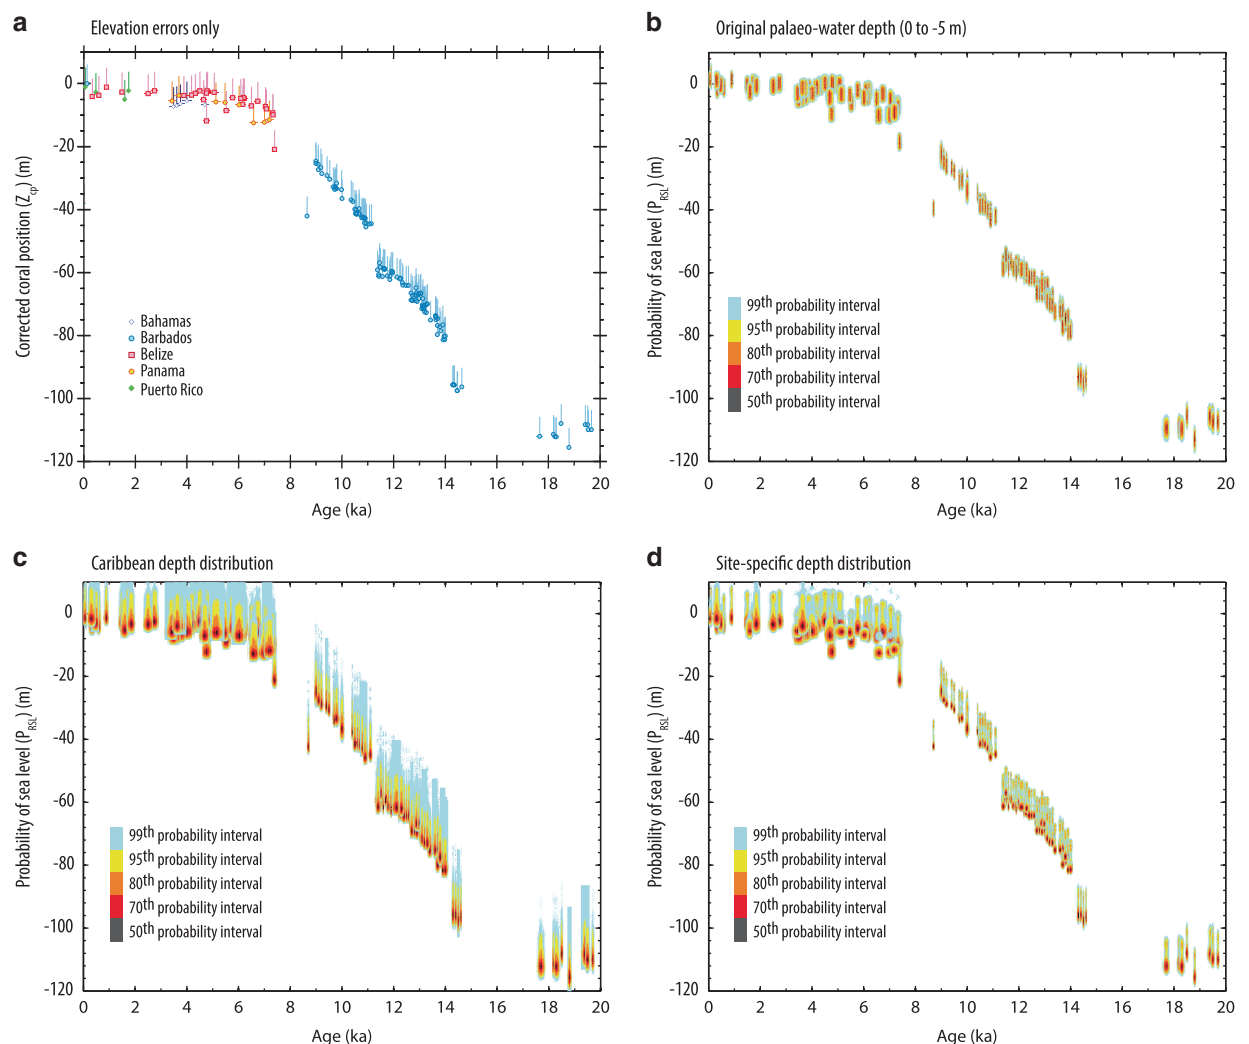 a Elevation errors only
0
-20
-40
-60
-80
-100
-120
Corrected coral position (Zcp) (m)
Bahamas
Barbados
Belize
Panama
Puerto Rico
0 2 4 6 8 10 12 14 16 18 20
Age (ka)
b Original palaeo-water depth (0 to -5 m)
0
-20
-40
-60
-80
-100
-120
Probability of sea level (PRSL) (m)
99th probability interval
95th probability interval
80th probability interval
70th probability interval
50th probability interval
0 2 4 6 8 10 12 14 16 18 20
Age (ka)
c Caribbean depth distribution
0
-20
-40
-60
-80
-100
-120
Probability of sea level (PRSL) (m)
99th probability interval
95th probability interval
80th probability interval
70th probability interval
50th probability interval
0 2 4 6 8 10 12 14 16 18 20
Age (ka)
d Site-specific depth distribution
0
-20
-40
-60
-80
-100
-120
Probability of sea level (PRSL) (m)
99th probability interval
95th probability interval
80th probability interval
70th probability interval
50th probability interval
0 2 4 6 8 10 12 14 16 18 20
Age (ka)